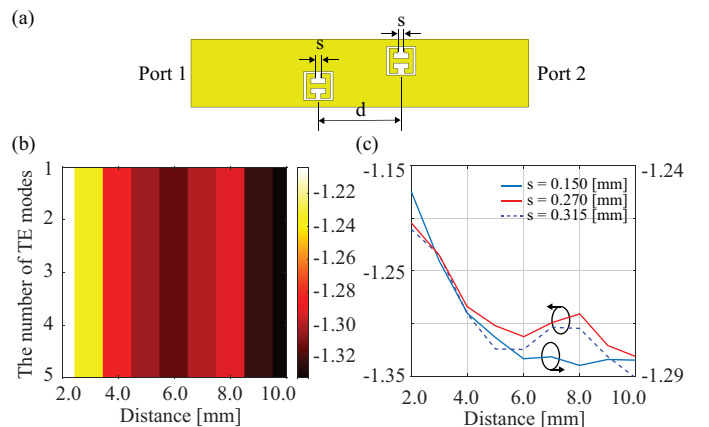 (a)
s
s
Port 1
Port 2
d
(b)
(c)
The number of TE modes
1
2
3
4
5
2.0 4.0 6.0 8.0 10.0
Distance [mm]
-1.22
-1.24
-1.26
-1.28
-1.30
-1.32
-1.15
-1.25
-1.35
-1.24
-1.29
s = 0.150 [mm]
s = 0.270 [mm]
s = 0.315 [mm]
2.0 4.0 6.0 8.0 10.0
Distance [mm]